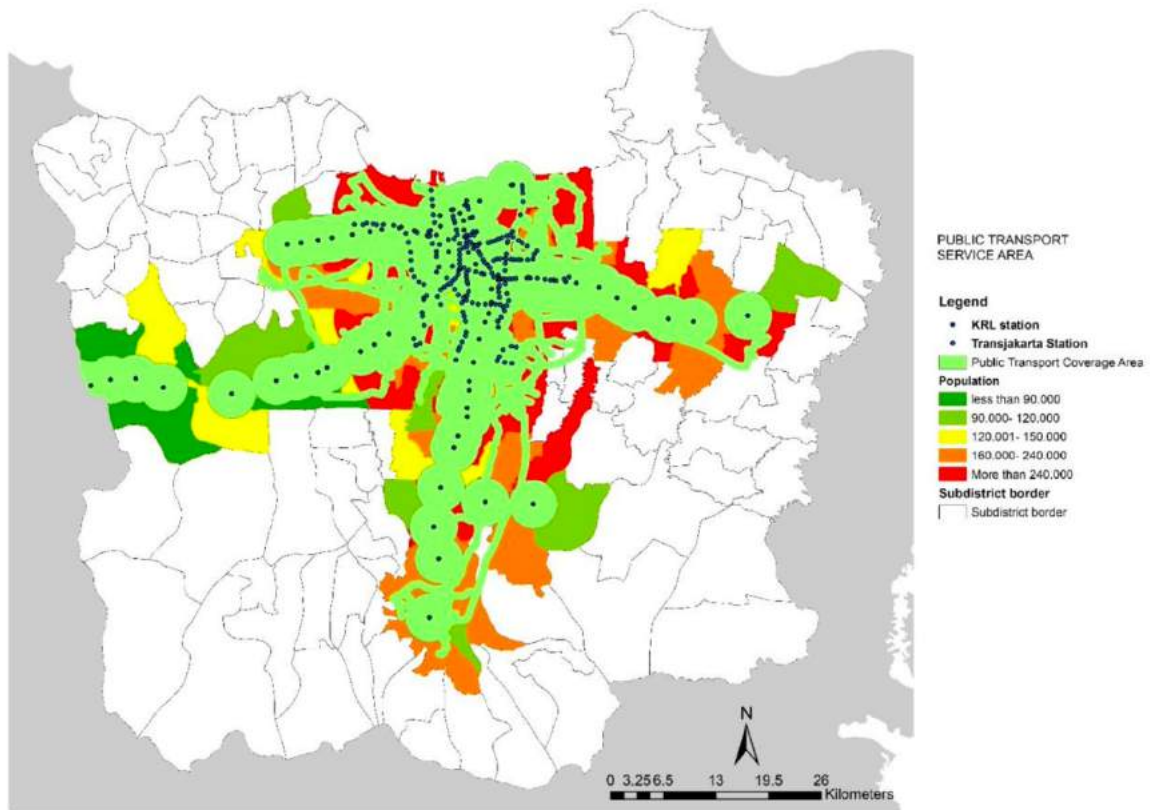 PUBLIC TRANSPORT
SERVICE AREA
Legend
KRL station
Transjakarta Station
Public Transport Coverage Area
Population
less than 90.000
90.000- 120.000
120.001- 150.000
160.000- 240.000
More than 240,000
Subdistrict border
Subdistrict border
N
0 3.25 6.5 13 19.5 26
Kilometers